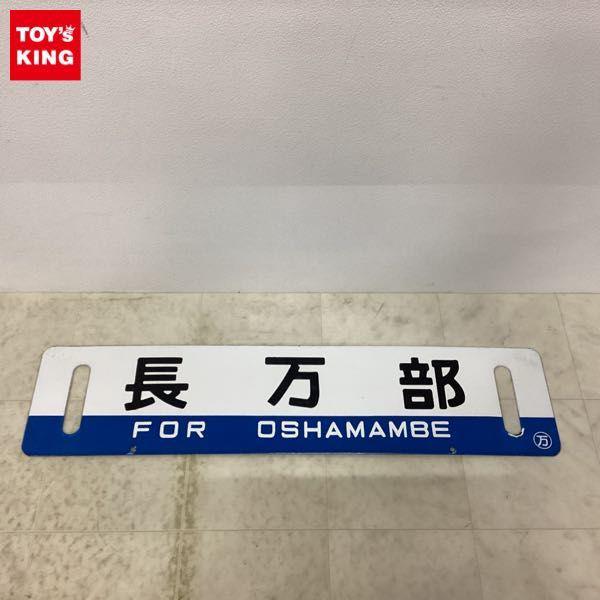 TOY's
KING
長万部
FOR OSHAMAMBE
万